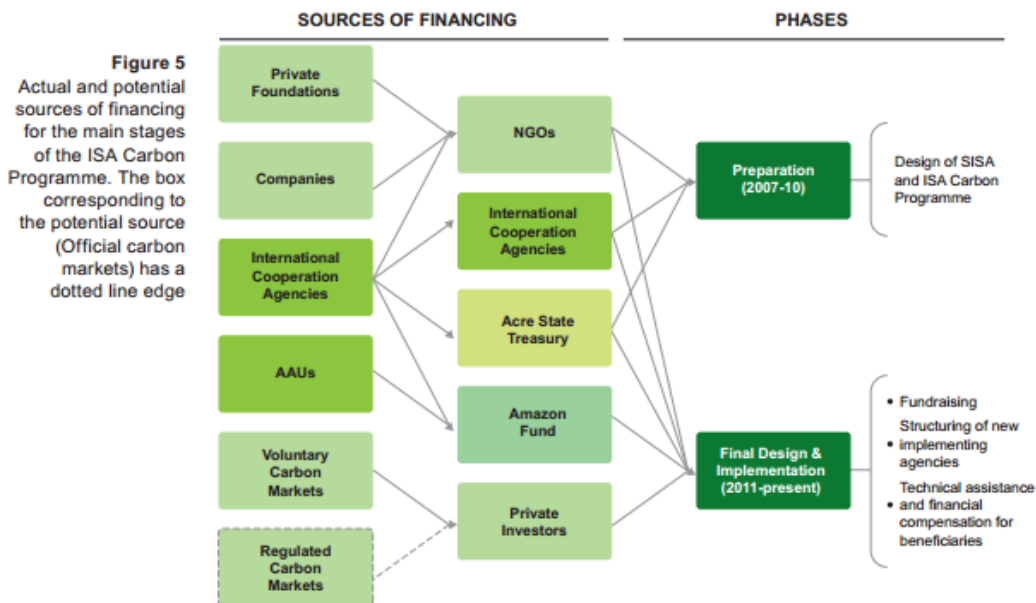 SOURCES OF FINANCING
PHASES
Figure 5
Actual and potential
sources of financing
for the main stages
of the ISA Carbon
Programme. The box
corresponding to
the potential source
(Official carbon
markets) has a
dotted line edge
Private
Foundations
Companies
International
Cooperation
Agencies
AAUs
Voluntary
Carbon
Markets
Regulated
Carbon
Markets
NGOs
International
Cooperation
Agencies
Acre State
Treasury
Amazon
Fund
Private
Investors
Preparation
(2007-10)
Design of SISA
and ISA Carbon
Programme
Final Design &
Implementation
(2011-present)
• Fundraising
Structuring of new
• implementing
agencies
Technical assistance
• and financial
compensation for
beneficiaries